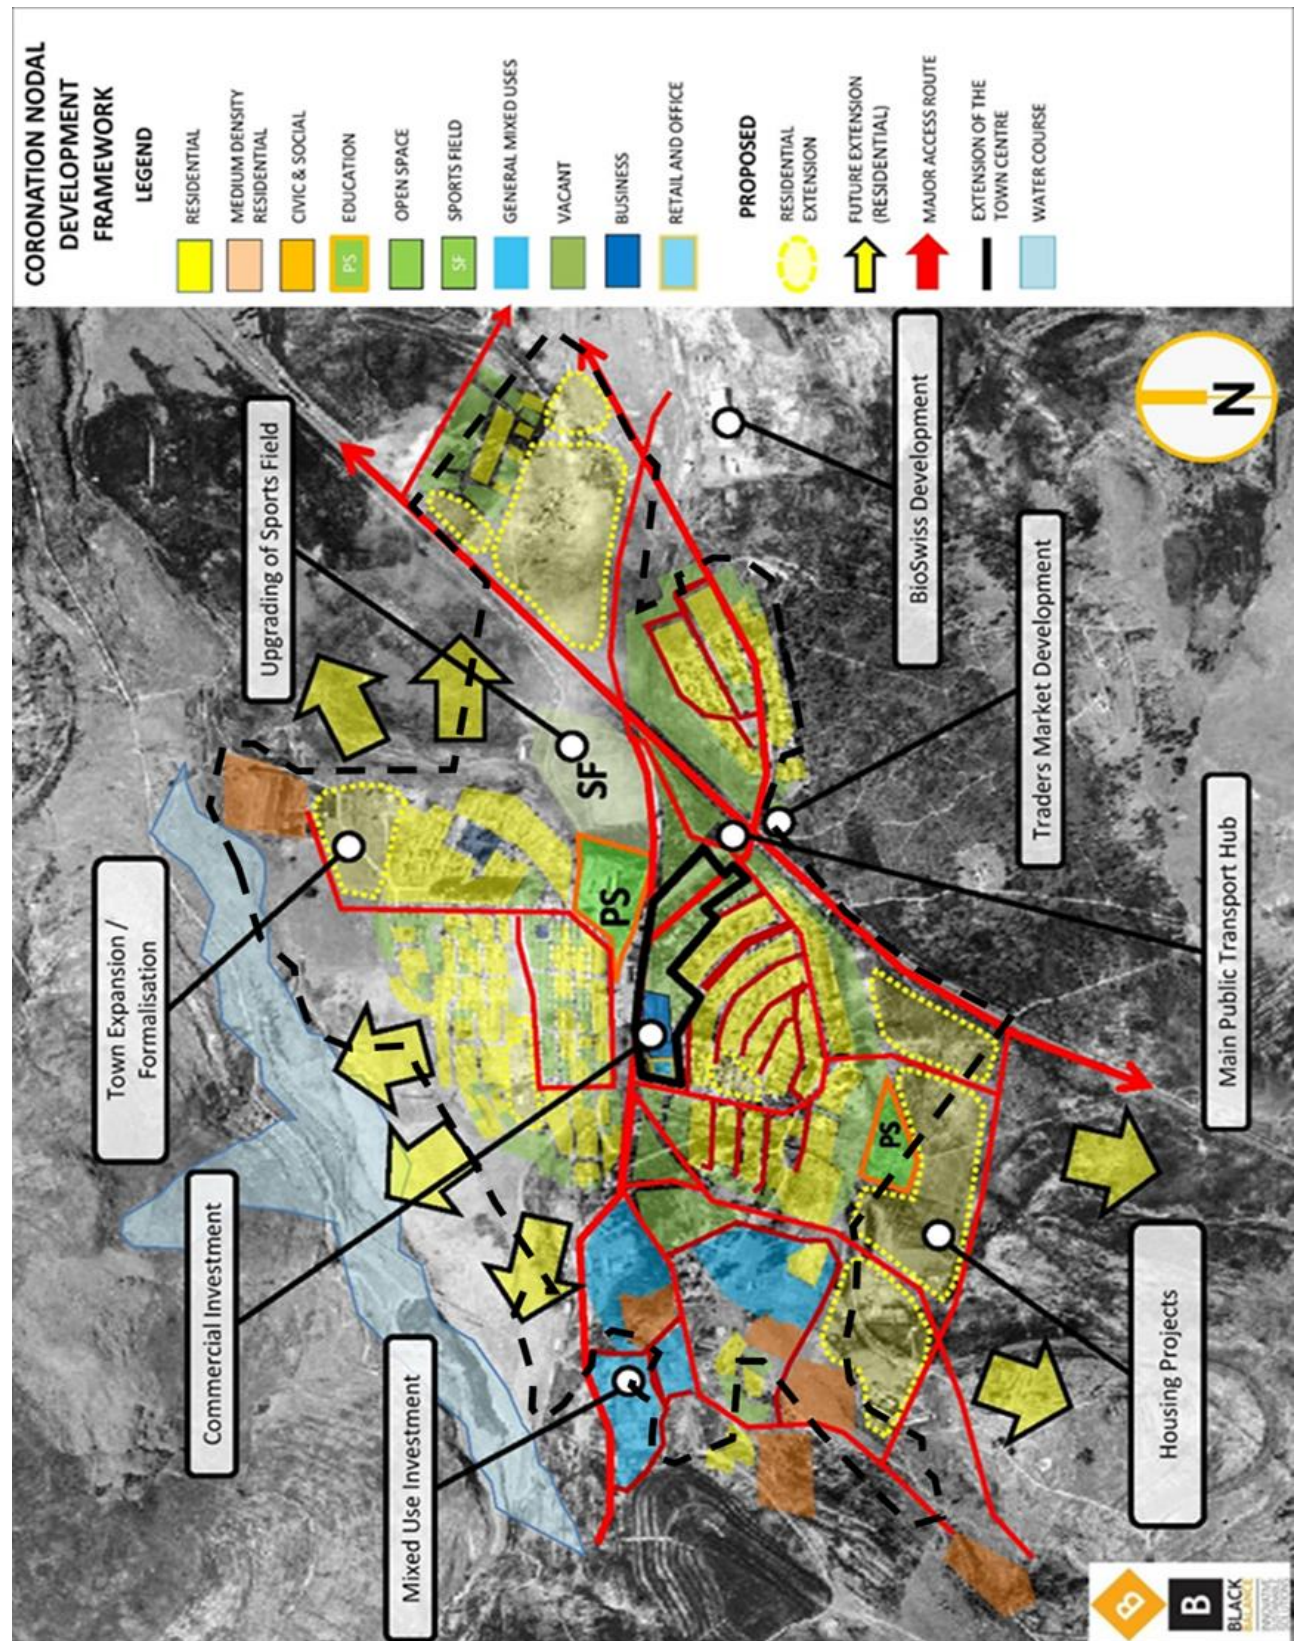 CORONATION NODAL
DEVELOPMENT
FRAMEWORK
LEGEND
RESIDENTIAL
MEDIUM DENSITY
RESIDENTIAL
CIVIC & SOCIAL
PS
EDUCATION
OPEN SPACE
SF
SPORTS FIELD
GENERAL MIXED USES
VACANT
BUSINESS
RETAIL AND OFFICE
PROPOSED
RESIDENTIAL
EXTENSION
FUTURE EXTENSION
(RESIDENTIAL)
MAJOR ACCESS ROUTE
EXTENSION OF THE
TOWN CENTRE
WATER COURSE
Upgrading of Sports Field
Town Expansion /
Formalisation
Commercial Investment
Mixed Use Investment
SF
PS
PS
BioSwiss Development
Traders Market Development
Main Public Transport Hub
Housing Projects
N
B
B
BLACK
BALANCE